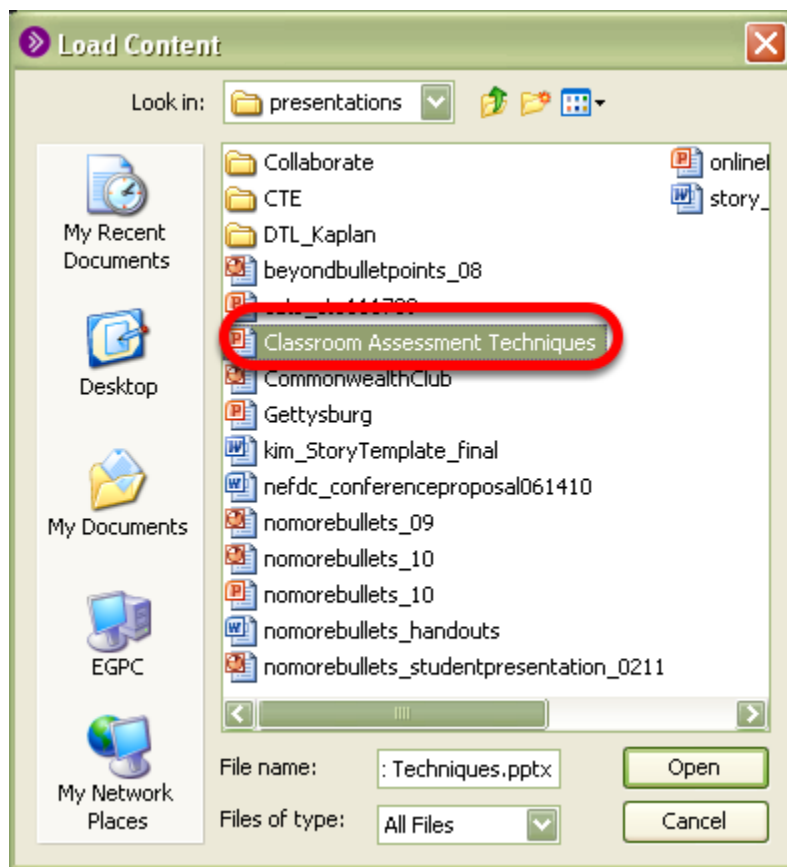 Load Content
Look in:
presentations
My Recent
Documents
Desktop
My Documents
EGPC
My Network
Places
Collaborate
CTE
DTL_Kaplan
beyondbulletpoints_08
Classroom Assessment Techniques
CommonwealthClub
Gettysburg
kim_StoryTemplate_final
nefdc_conferenceproposal061410
nomorebullets_09
nomorebullets_10
nomorebullets_10
nomorebullets_handouts
nomorebullets_studentpresentation_0211
story_
File name:
: Techniques.pptx
Open
Files of type:
All Files
Cancel